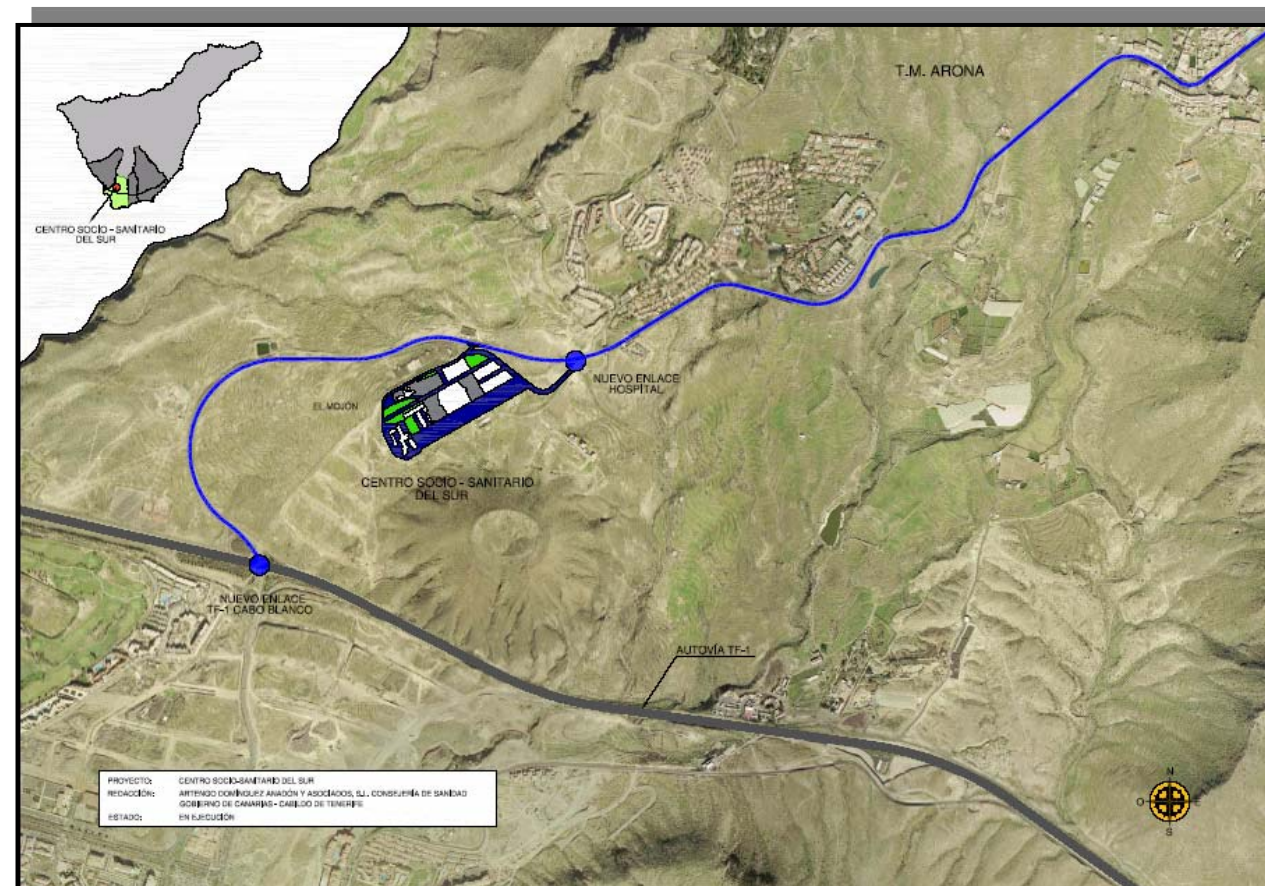 T.M. ARONA
CENTRO SOCIO - SANITARIO
DEL SUR
NUEVO ENLACE
HOSPITAL
EL MOJÓN
CENTRO SOCIO - SANITARIO
DEL SUR
NUEVO ENLACE
TF-1 CABO BLANCO
AUTOVÍA TF-1
PROYECTO: CENTRO SOCIO-SANITARIO DEL SUR
REDACCIÓN: ARTENGO DOMÍNGUEZ ANADÓN Y ASOCIADOS, S.L. CONSEJERÍA DE SANIDAD
GOBIERNO DE CANARIAS - CABILDO DE TENERIFE
ESTADO: EN EJECUCIÓN
N
O E
S